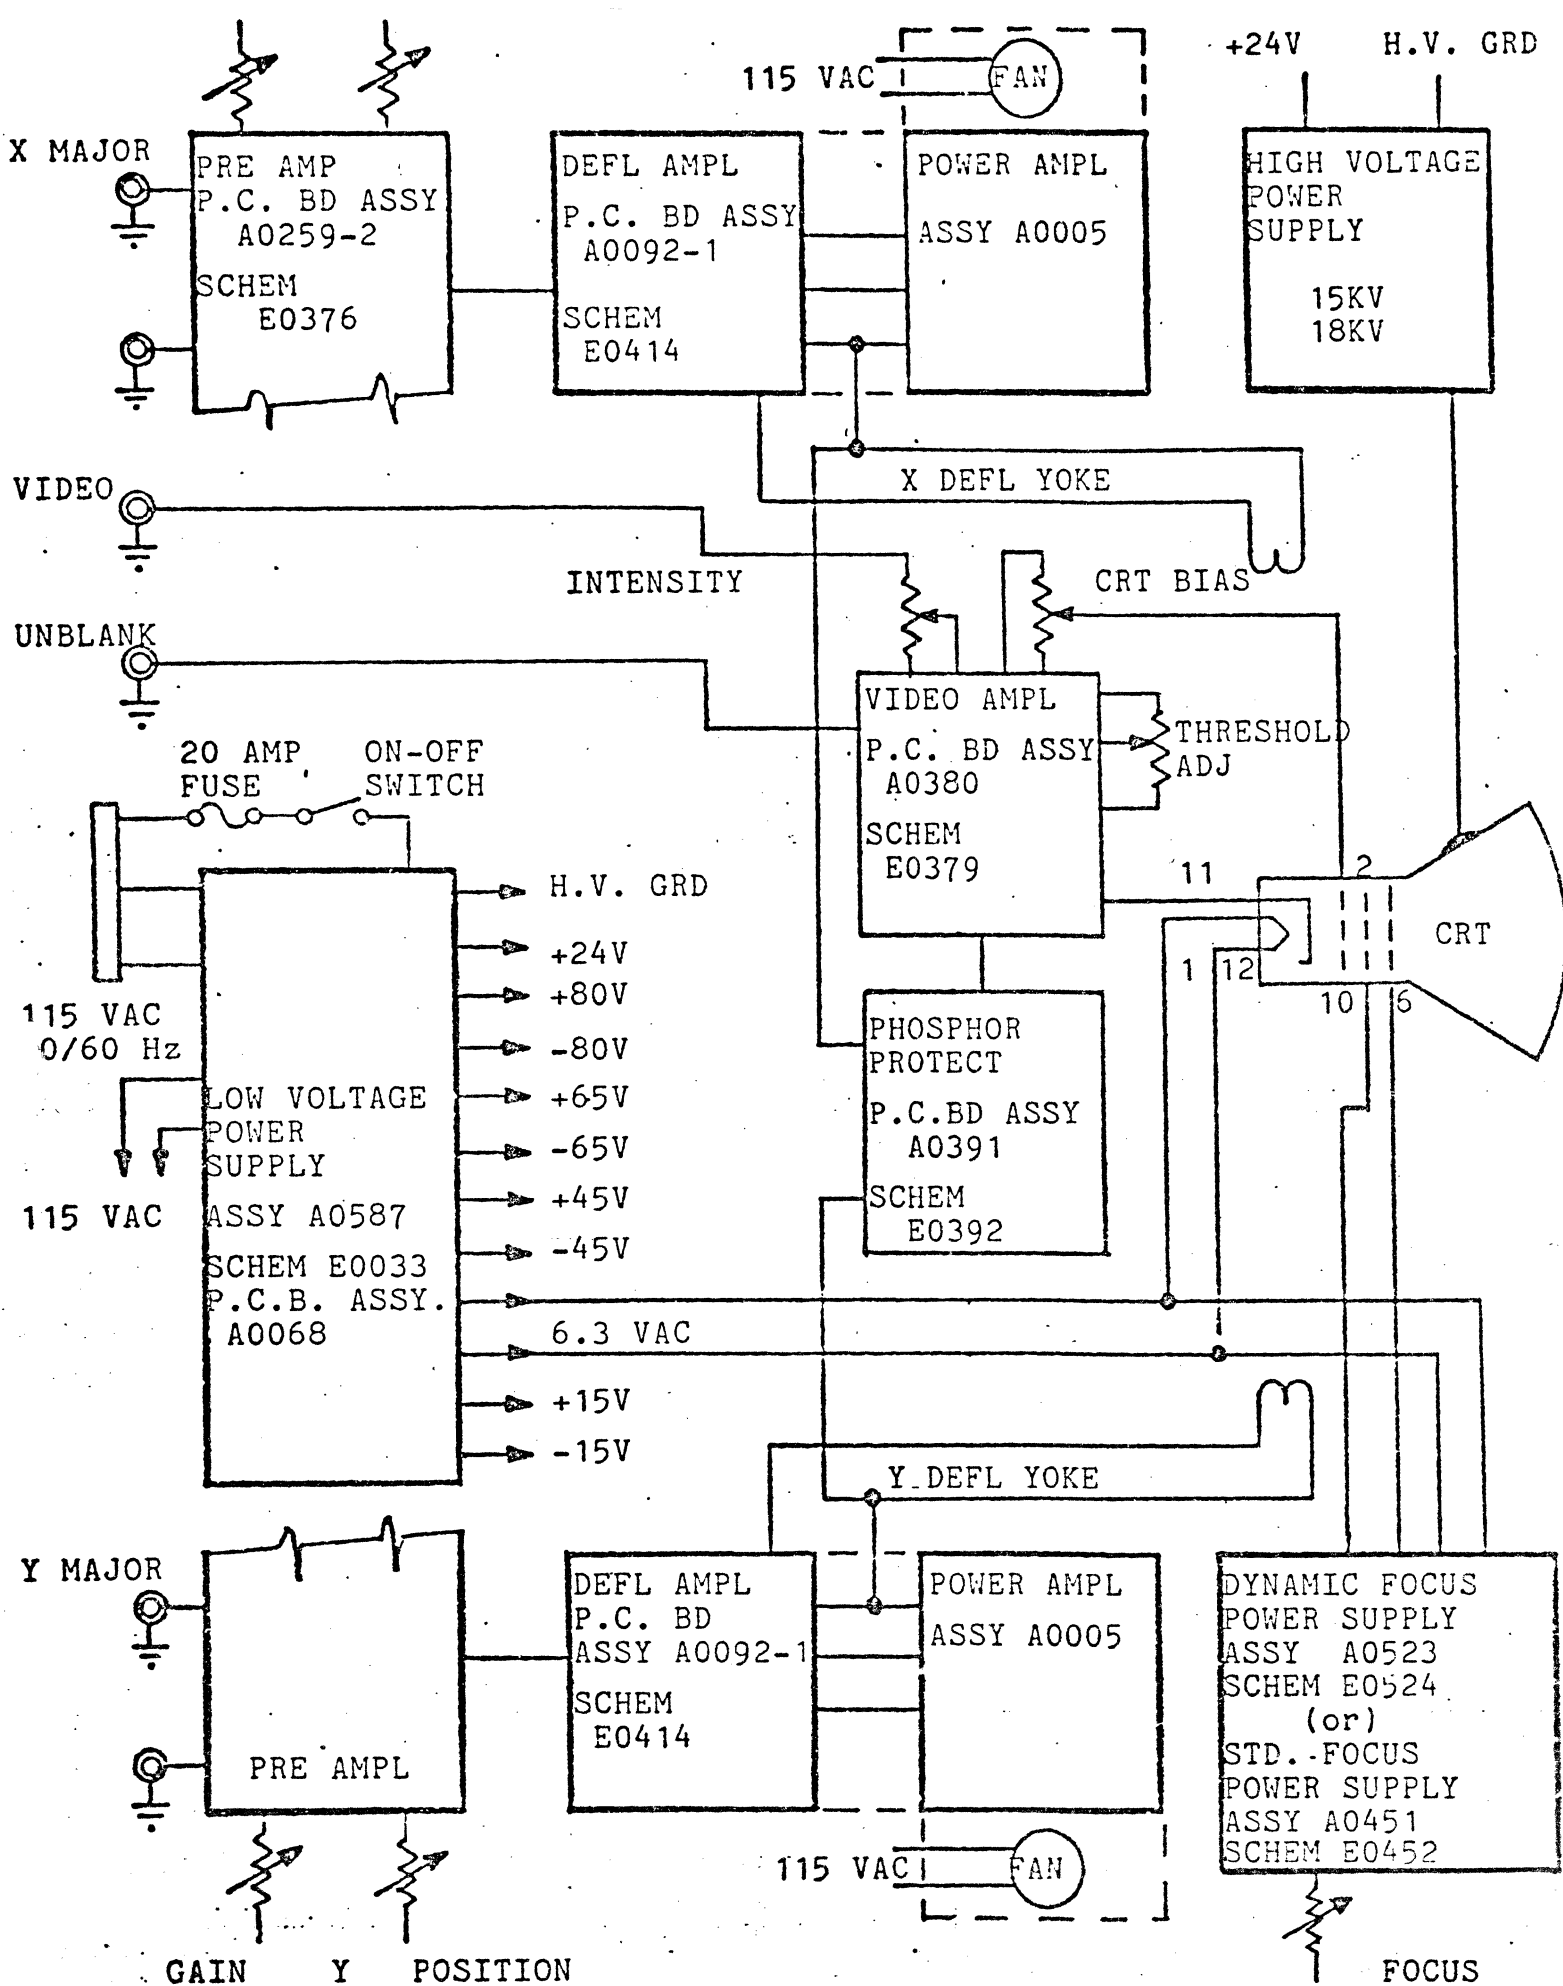 115 VAC
FAN
+24V H.V. GRD
X MAJOR
PRE AMP
P.C. BD ASSY
A0259-2
SCHEM
E0376
DEFL AMPL
P.C. BD ASSY
A0092-1
SCHEM
E0414
POWER AMPL
ASSY A0005
HIGH VOLTAGE
POWER
SUPPLY
15KV
18KV
X DEFL YOKE
VIDEO
INTENSITY
CRT BIAS
UNBLANK
VIDEO AMPL
P.C. BD ASSY
A0380
SCHEM
E0379
THRESHOLD
ADJ
20 AMP
FUSE
ON-OFF
SWITCH
11
2
CRT
1
12
10
6
115 VAC
0/60 Hz
115 VAC
LOW VOLTAGE
POWER
SUPPLY
ASSY A0587
SCHEM E0033
P.C.B. ASSY.
A0068
H.V. GRD
+24V
+80V
-80V
+65V
-65V
+45V
-45V
6.3 VAC
+15V
-15V
PHOSPHOR
PROTECT
P.C.BD ASSY
A0391
SCHEM
E0392
Y DEFL YOKE
Y MAJOR
PRE AMPL
DEFL AMPL
P.C. BD
ASSY A0092-1
SCHEM
E0414
POWER AMPL
ASSY A0005
DYNAMIC FOCUS
POWER SUPPLY
ASSY A0523
SCHEM E0524
(or)
STD. FOCUS
POWER SUPPLY
ASSY A0451
SCHEM E0452
115 VAC
FAN
GAIN Y POSITION
FOCUS